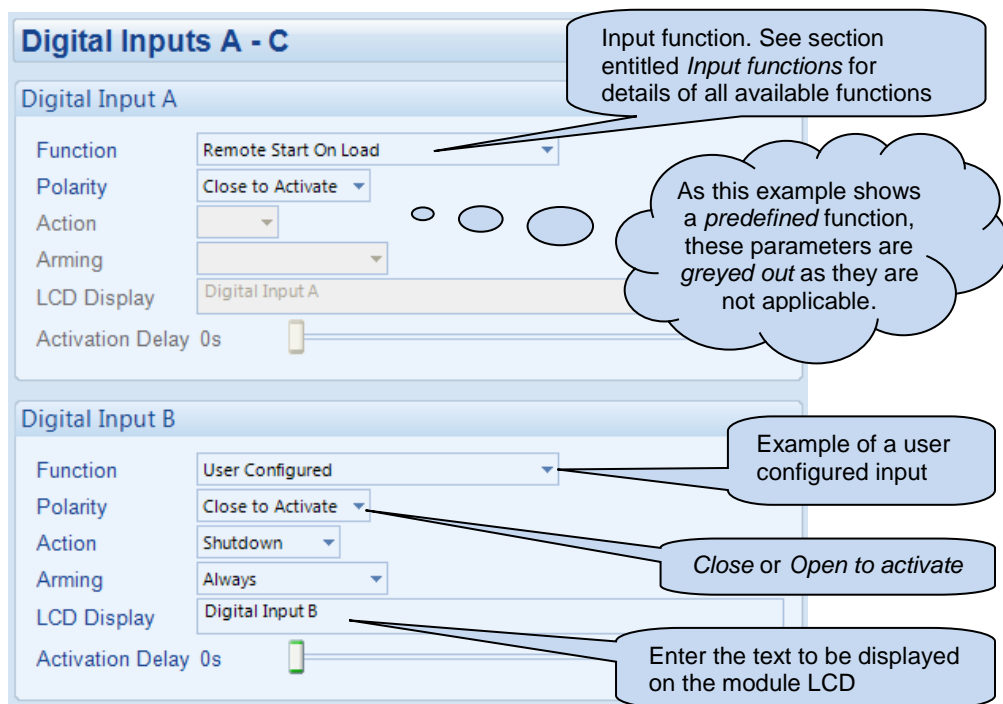 Digital Inputs A - C
Input function. See section
entitled Input functions for
details of all available functions
Digital Input A
Function Remote Start On Load
Polarity Close to Activate
Action
Arming
LCD Display Digital Input A
Activation Delay 0s
As this example shows
a predefined function,
these parameters are
greyed out as they are
not applicable.
Digital Input B
Function User Configured
Polarity Close to Activate
Action Shutdown
Arming Always
LCD Display Digital Input B
Activation Delay 0s
Example of a user
configured input
Close or Open to activate
Enter the text to be displayed
on the module LCD